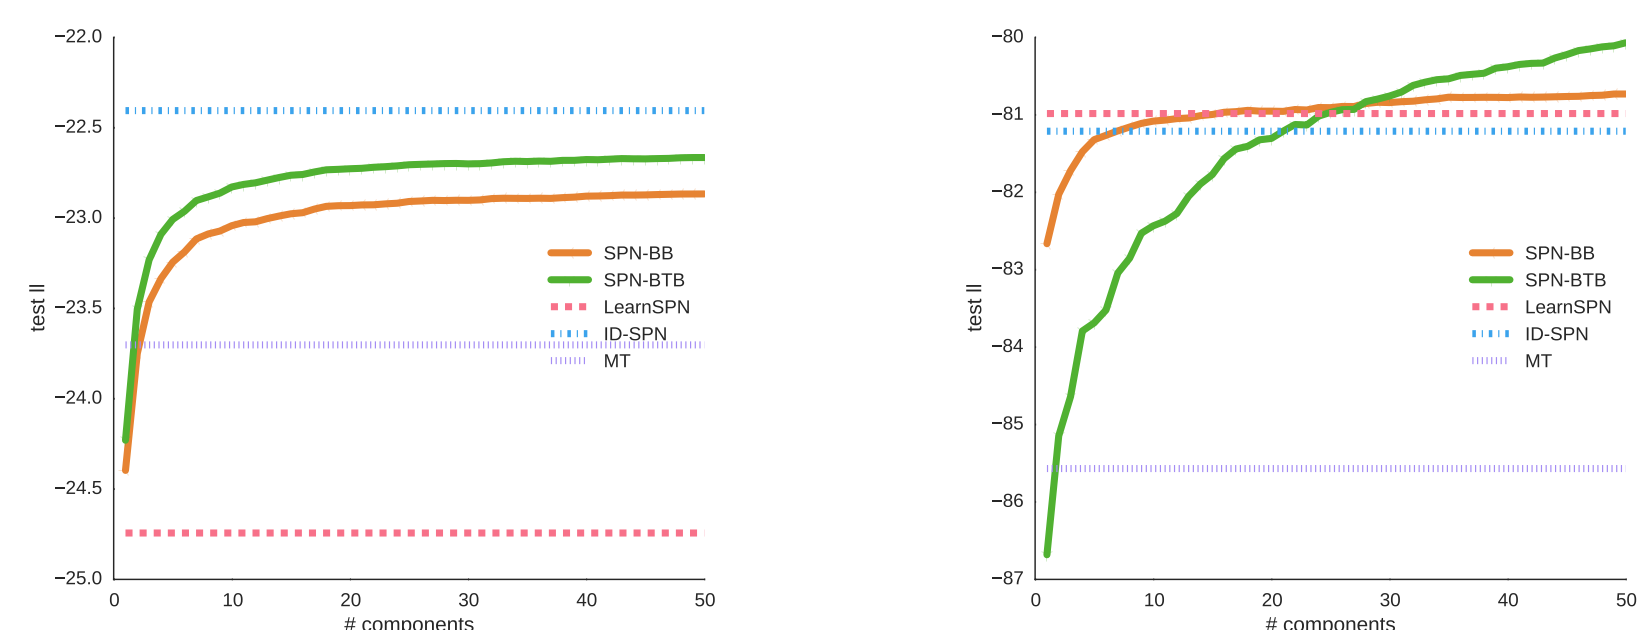 −22.0
−22.5
−23.0
−23.5
−24.0
−24.5
−25.0
test ll
0 10 20 30 40 50
# components
SPN-BB
SPN-BTB
LearnSPN
ID-SPN
MT
−80
−81
−82
−83
−84
−85
−86
−87
test ll
0 10 20 30 40 50
# components
SPN-BB
SPN-BTB
LearnSPN
ID-SPN
MT